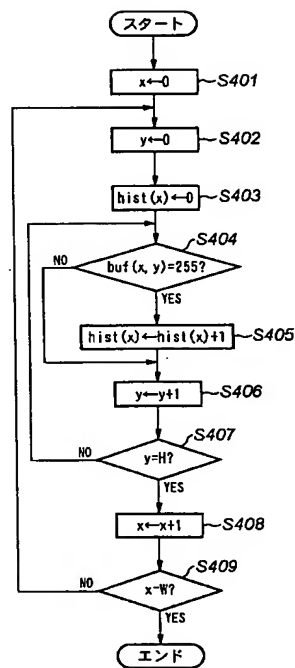 スタート
x←0
S401
y←0
S402
hist(x)←0
S403
S404
buf(x, y)=255?
NO
YES
hist(x)←hist(x)+1
S405
y←y+1
S406
S407
y=H?
NO
YES
x←x+1
S408
S409
x-W?
NO
YES
エンド